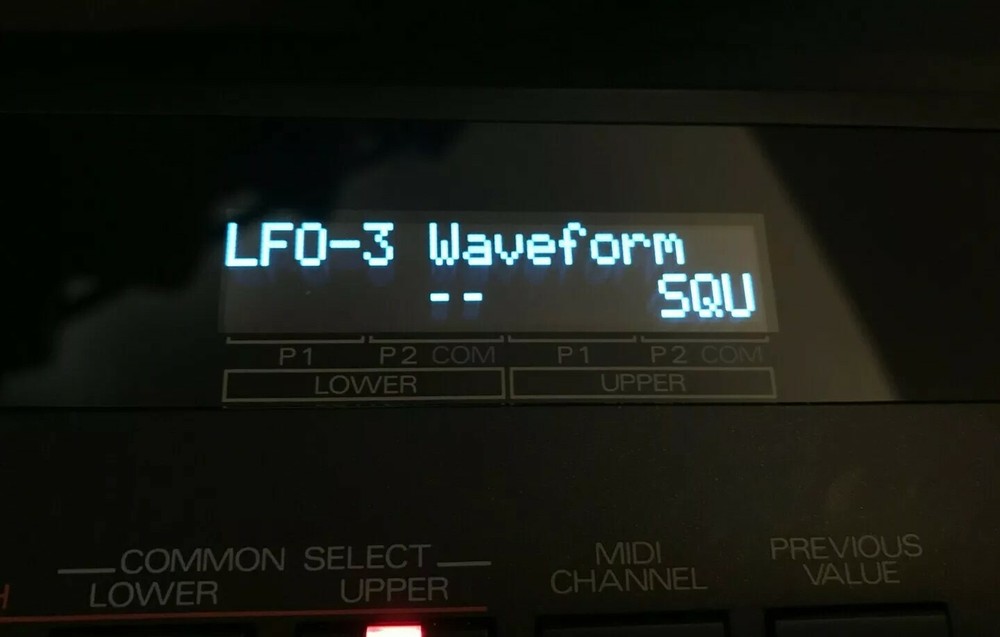 LFO-3 Waveform
-- SQU
P1 P2 COM P1 P2 COM
LOWER UPPER
COMMON SELECT
LOWER UPPER
MIDI CHANNEL
PREVIOUS VALUE